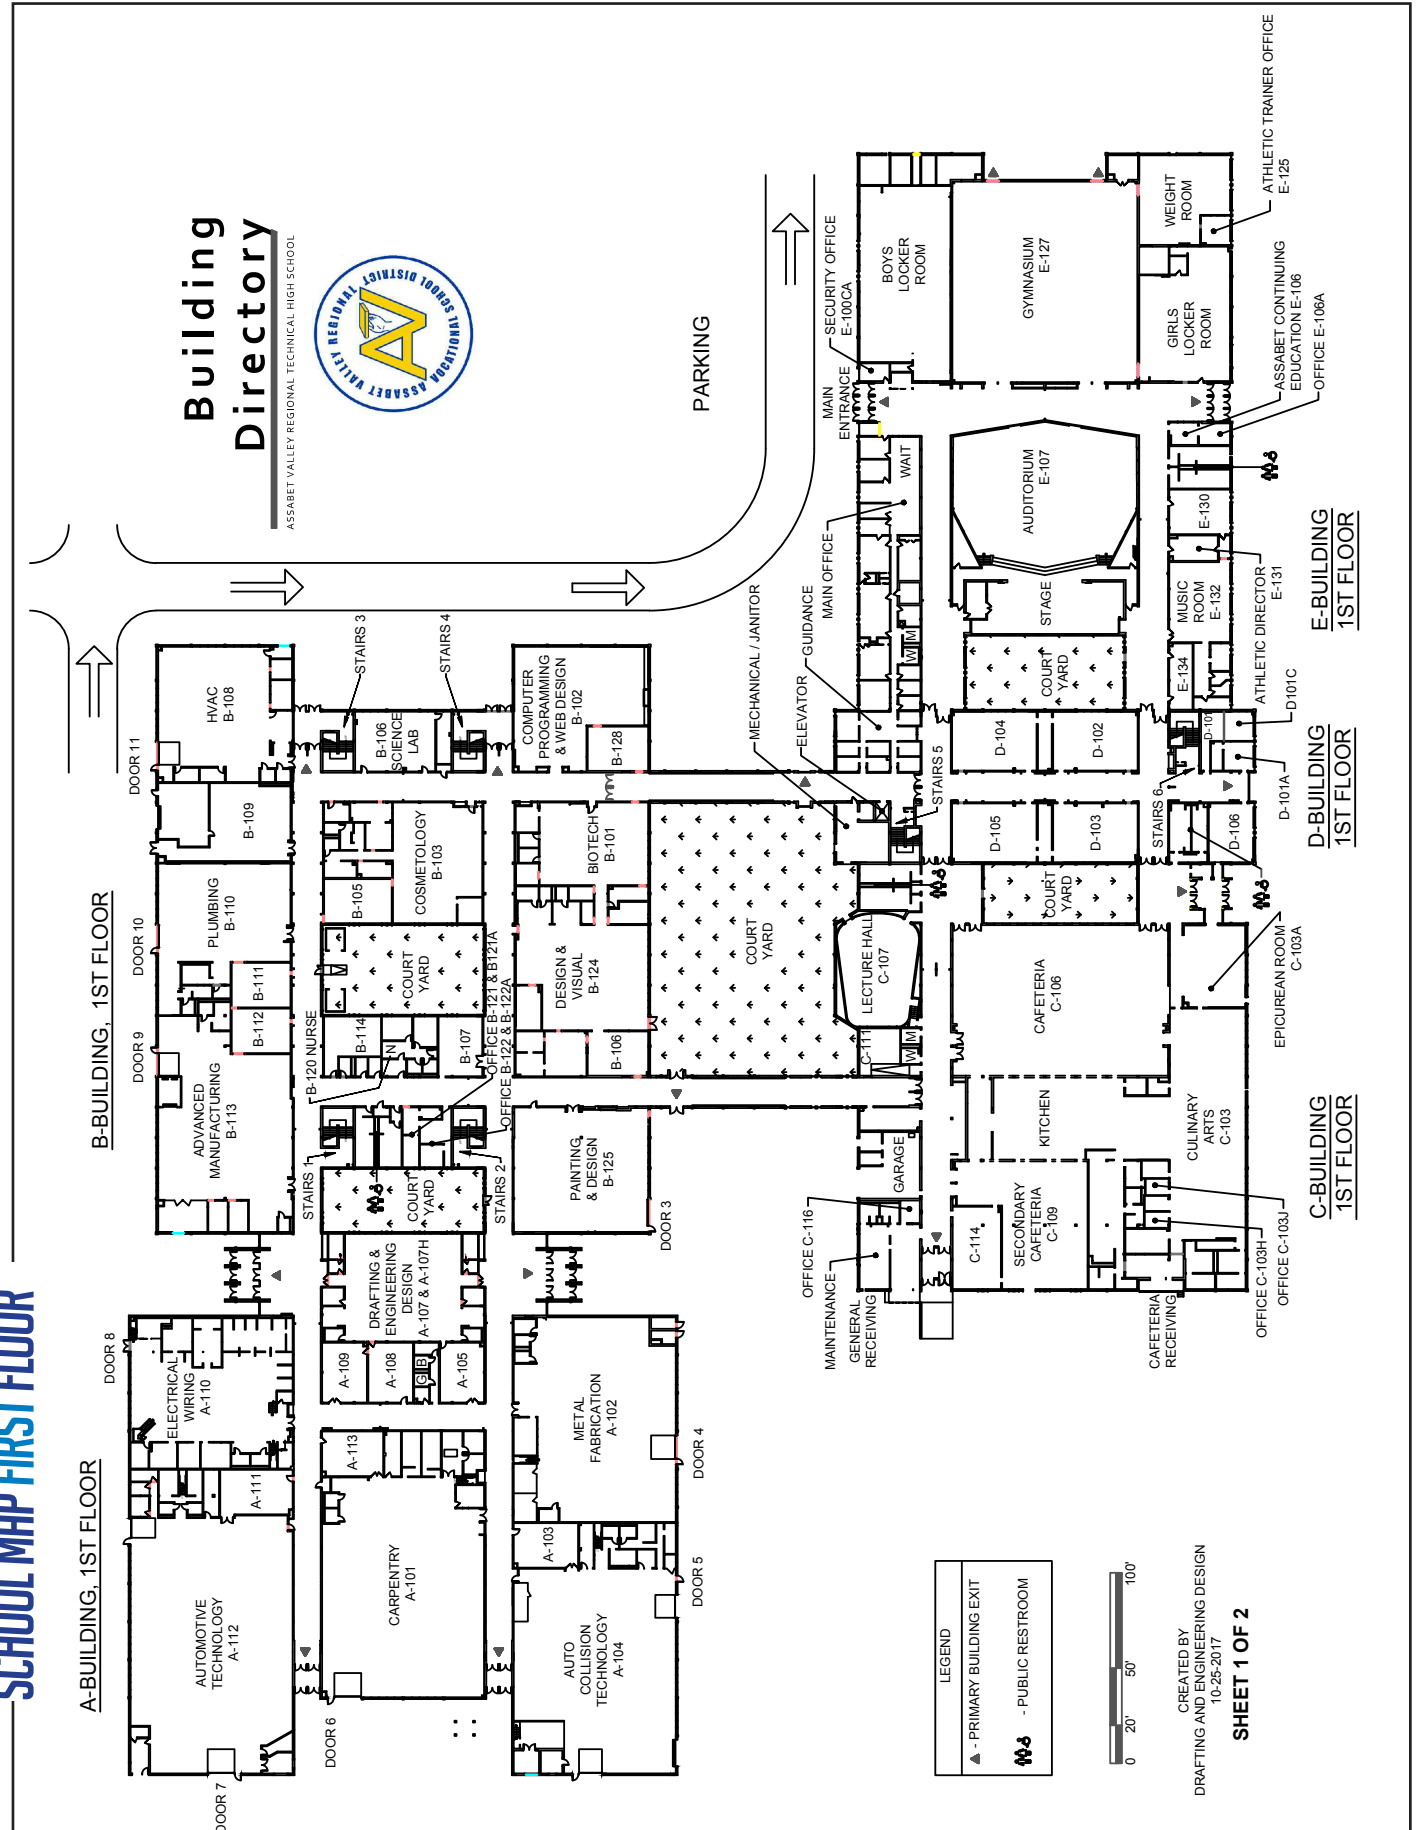 SCHOOL MAP FIRST FLOOR
Building
Directory
ASSABET VALLEY REGIONAL TECHNICAL HIGH SCHOOL
ASSABET VALLEY REGIONAL VOCATIONAL SCHOOL DISTRICT
AV
PARKING
A-BUILDING, 1ST FLOOR
DOOR 8
ELECTRICAL
WIRING
A-110
A-111
AUTOMOTIVE
TECHNOLOGY
A-112
DOOR 7
DOOR 6
CARPENTRY
A-101
A-113
A-109
A-108
G
B
A-105
DRAFTING &
ENGINEERING
DESIGN
A-107 & A-107H
METAL
FABRICATION
A-102
A-103
AUTO
COLLISION
TECHNOLOGY
A-104
DOOR 4
DOOR 5
B-BUILDING, 1ST FLOOR
DOOR 11
DOOR 10
DOOR 9
HVAC
B-108
B-109
PLUMBING
B-110
B-111
B-112
ADVANCED
MANUFACTURING
B-113
STAIRS 3
STAIRS 4
B-106
SCIENCE
LAB
COSMETOLOGY
B-103
B-105
COURT
YARD
B-114
N
B-107
B-120 NURSE
OFFICE B-121 & B121A
OFFICE B-122 & B-122A
STAIRS 1
STAIRS 2
COURT
YARD
COMPUTER
PROGRAMMING
& WEB DESIGN
B-102
B-128
BIOTECH
B-101
DESIGN &
VISUAL
B-124
B-106
PAINTING
& DESIGN
B-125
DOOR 3
COURT
YARD
MECHANICAL / JANITOR
ELEVATOR
GUIDANCE
MAIN OFFICE
MAIN
ENTRANCE
SECURITY OFFICE
E-100CA
WAIT
W
M
STAIRS 5
BOYS
LOCKER
ROOM
GYMNASIUM
E-127
GIRLS
LOCKER
ROOM
WEIGHT
ROOM
ATHLETIC TRAINER OFFICE
E-125
ASSABET CONTINUING
EDUCATION E-106
OFFICE E-106A
AUDITORIUM
E-107
STAGE
COURT
YARD
E-130
MUSIC
ROOM
E-132
E-134
ATHLETIC DIRECTOR
E-131
E-BUILDING
1ST FLOOR
D-104
D-102
D-105
D-103
D-101
D101C
D-101A
D-106
STAIRS 6
D-BUILDING
1ST FLOOR
COURT
YARD
LECTURE HALL
C-107
C-111
W
M
CAFETERIA
C-106
EPICUREAN ROOM
C-103A
KITCHEN
CULINARY
ARTS
C-103
GARAGE
SECONDARY
CAFETERIA
C-109
C-114
OFFICE C-116
MAINTENANCE
GENERAL
RECEIVING
CAFETERIA
RECEIVING
OFFICE C-103H
OFFICE C-103J
C-BUILDING
1ST FLOOR
LEGEND
- PRIMARY BUILDING EXIT
- PUBLIC RESTROOM
0
20'
50'
100'
CREATED BY
DRAFTING AND ENGINEERING DESIGN
10-25-2017
SHEET 1 OF 2